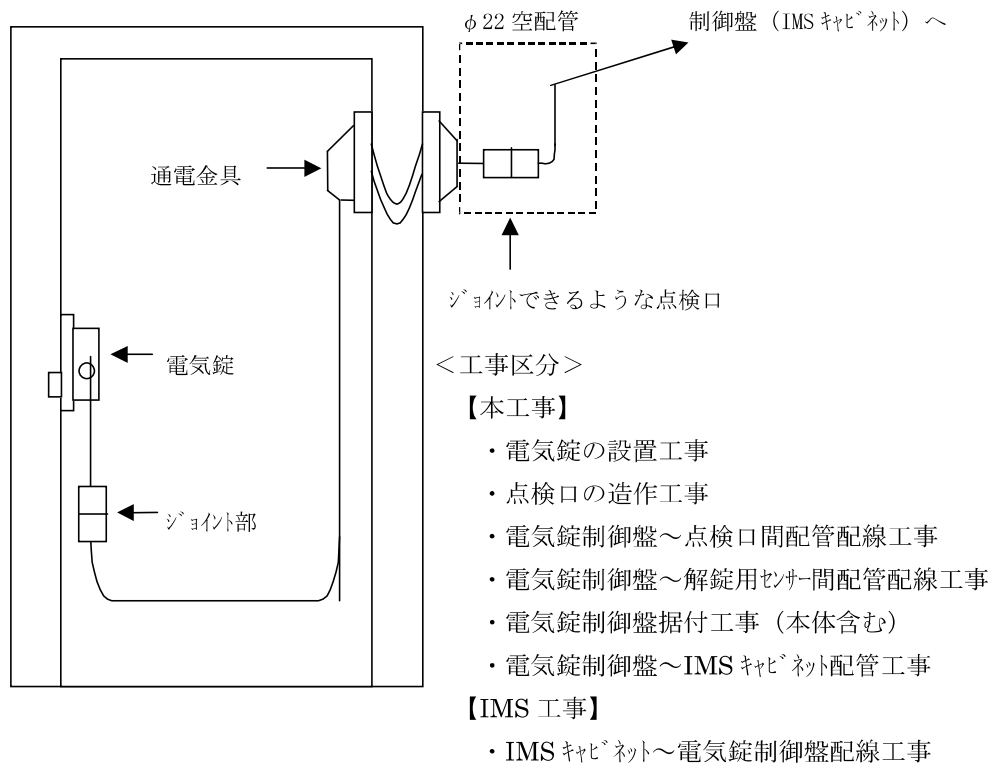 φ22 空配管
制御盤（IMS ｷｬﾋﾞﾈｯﾄ）へ
通電金具
ｼﾞｮｲﾝﾄできるような点検口
電気錠
ｼﾞｮｲﾝﾄ部
＜工事区分＞
【本工事】
・電気錠の設置工事
・点検口の造作工事
・電気錠制御盤～点検口間配管配線工事
・電気錠制御盤～解錠用ｾﾝｻｰ間配管配線工事
・電気錠制御盤据付工事（本体含む）
・電気錠制御盤～IMS ｷｬﾋﾞﾈｯﾄ配管工事
【IMS 工事】
・IMS ｷｬﾋﾞﾈｯﾄ～電気錠制御盤配線工事